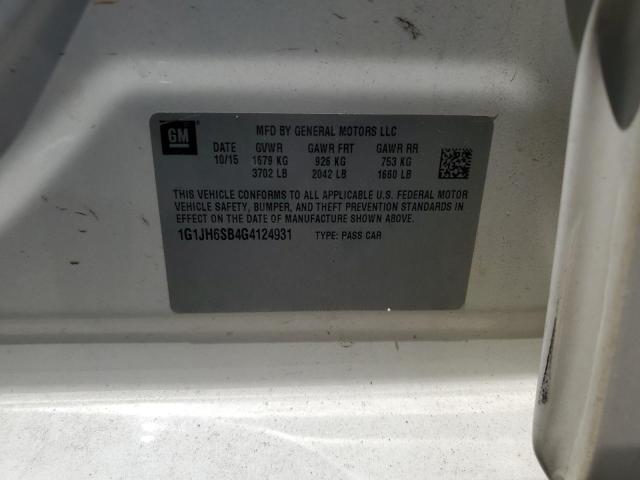 GM
MFD BY GENERAL MOTORS LLC
DATE GVWR GAWR FRT GAWR RR
10/15 1679 KG 926 KG 753 KG
3702 LB 2042 LB 1660 LB
THIS VEHICLE CONFORMS TO ALL APPLICABLE U.S. FEDERAL MOTOR
VEHICLE SAFETY, BUMPER, AND THEFT PREVENTION STANDARDS IN
EFFECT ON THE DATE OF MANUFACTURE SHOWN ABOVE.
1G1JH6SB4G4124931 TYPE: PASS CAR